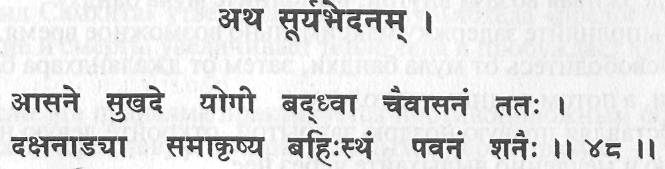 अथ सूर्यभेदनम् ।
आसने सुखदे योगी बद्ध्वा चैवासनं ततः ।
दक्षनाड्या समाकृष्य बहिःस्थं पवनं शनैः ॥ ४८ ॥